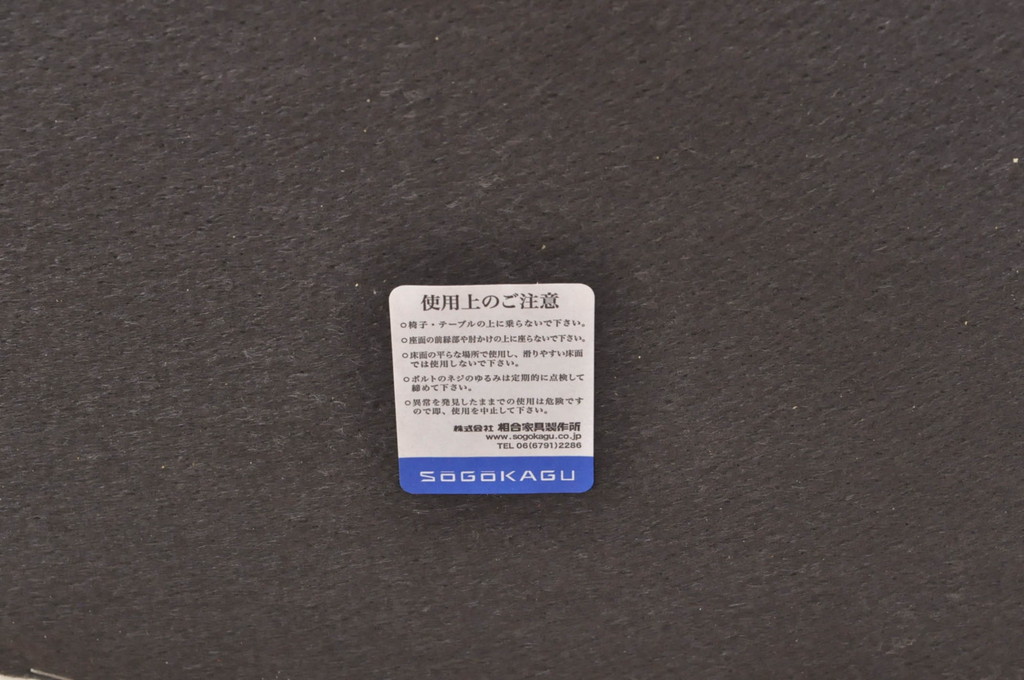 使用上のご注意
○椅子・テーブルの上に乗らないで下さい。
○座面の前縁部や肘かけの上に座らないで下さい。
○床面の平らな場所で使用し、滑りやすい床面
では使用しないで下さい。
○ボルトのネジのゆるみは定期的に点検して
締めて下さい。
○異常を発見したままでの使用は危険です
ので即、使用を中止して下さい。
株式会社 相合家具製作所
www.sogokagu.co.jp
TEL 06(6791)2286
SōGōKAGU